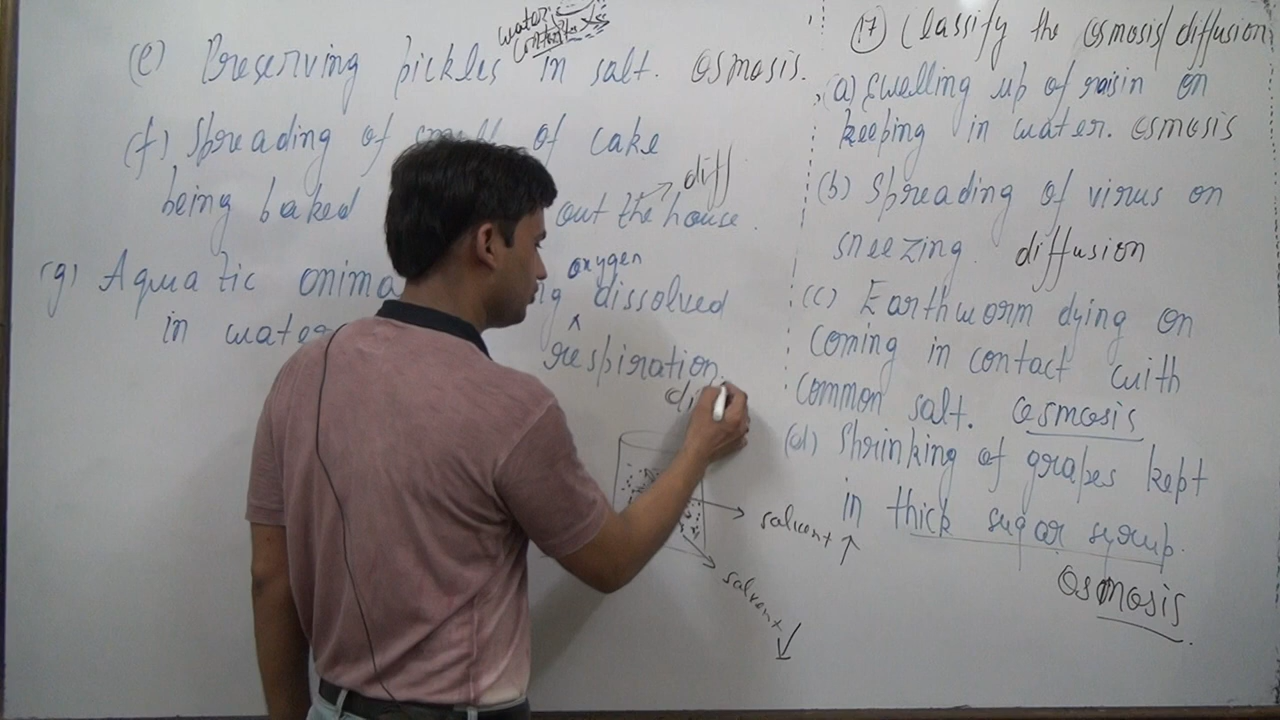 (17) Classify the osmosis/diffusion
(a) Swelling up of raisin on
keeping in water. osmosis
(b) Spreading of virus on
sneezing. diffusion
(c) Earthworm dying on
coming in contact with
common salt. osmosis
(d) Shrinking of grapes kept
in thick sugar syrup.
osmosis
water
(e) Preserving pickles in salt. osmosis.
(f) Spreading of of cake
being baked out the house. → diff
oxygen
(g) Aquatic dissolved
in water
respiration.
solvent ↑
solvent ↓